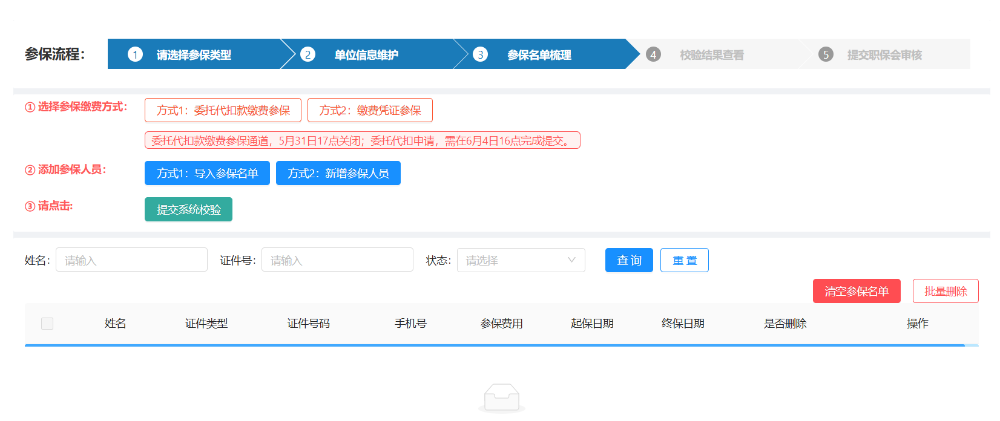 参保流程： 1 请选择参保类型 2 单位信息维护 3 参保名单梳理 4 校验结果查看 5 提交职保会审核
① 选择参保缴费方式： 方式1：委托代扣款缴费参保 方式2：缴费凭证参保
委托代扣款缴费参保通道，5月31日17点关闭；委托代扣申请，需在6月4日16点完成提交。
② 添加参保人员： 方式1：导入参保名单 方式2：新增参保人员
③ 请点击: 提交系统校验
姓名： 请输入 证件号： 请输入 状态： 请选择 查 询 重 置
清空参保名单 批量删除
姓名 证件类型 证件号码 手机号 参保费用 起保日期 终保日期 是否删除 操作